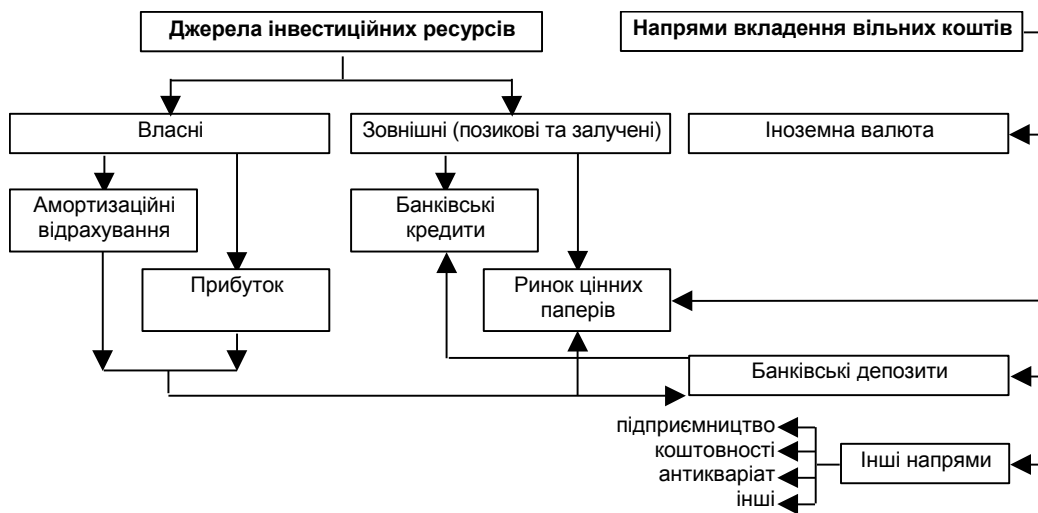 Джерела інвестиційних ресурсів
Напрями вкладення вільних коштів
Власні
Зовнішні (позикові та залучені)
Іноземна валюта
Амортизаційні
відрахування
Банківські
кредити
Прибуток
Ринок цінних
паперів
Банківські депозити
підприємництво
коштовності
антикваріат
інші
Інші напрями